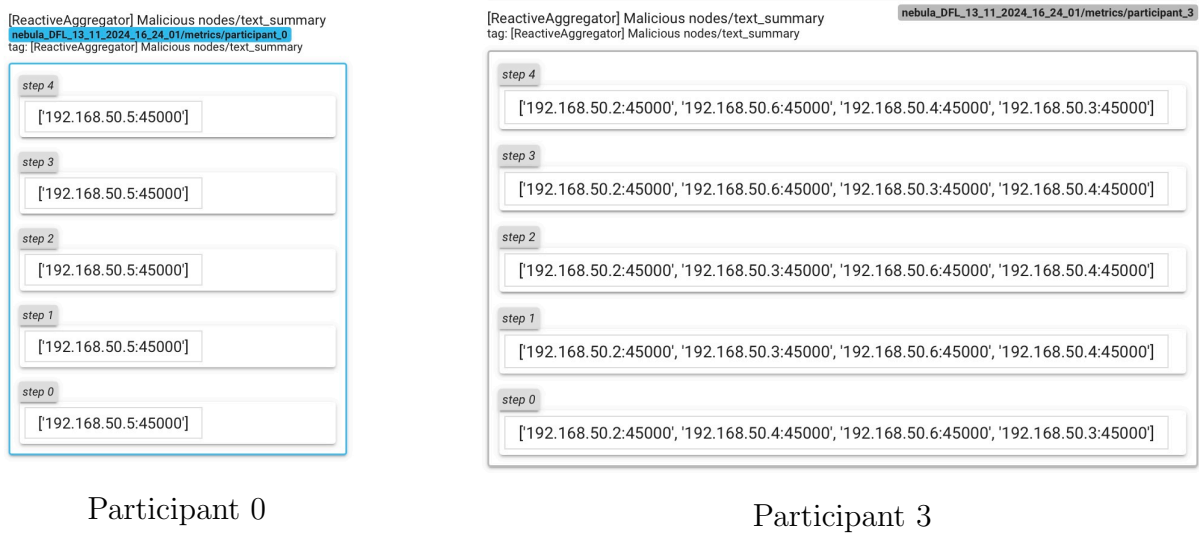 [ReactiveAggregator] Malicious nodes/text_summary
nebula_DFL_13_11_2024_16_24_01/metrics/participant_0
tag: [ReactiveAggregator] Malicious nodes/text_summary
step 4
['192.168.50.5:45000']
step 3
['192.168.50.5:45000']
step 2
['192.168.50.5:45000']
step 1
['192.168.50.5:45000']
step 0
['192.168.50.5:45000']
Participant 0
[ReactiveAggregator] Malicious nodes/text_summary
nebula_DFL_13_11_2024_16_24_01/metrics/participant_3
tag: [ReactiveAggregator] Malicious nodes/text_summary
step 4
['192.168.50.2:45000', '192.168.50.6:45000', '192.168.50.4:45000', '192.168.50.3:45000']
step 3
['192.168.50.2:45000', '192.168.50.6:45000', '192.168.50.3:45000', '192.168.50.4:45000']
step 2
['192.168.50.2:45000', '192.168.50.3:45000', '192.168.50.6:45000', '192.168.50.4:45000']
step 1
['192.168.50.2:45000', '192.168.50.3:45000', '192.168.50.6:45000', '192.168.50.4:45000']
step 0
['192.168.50.2:45000', '192.168.50.4:45000', '192.168.50.6:45000', '192.168.50.3:45000']
Participant 3